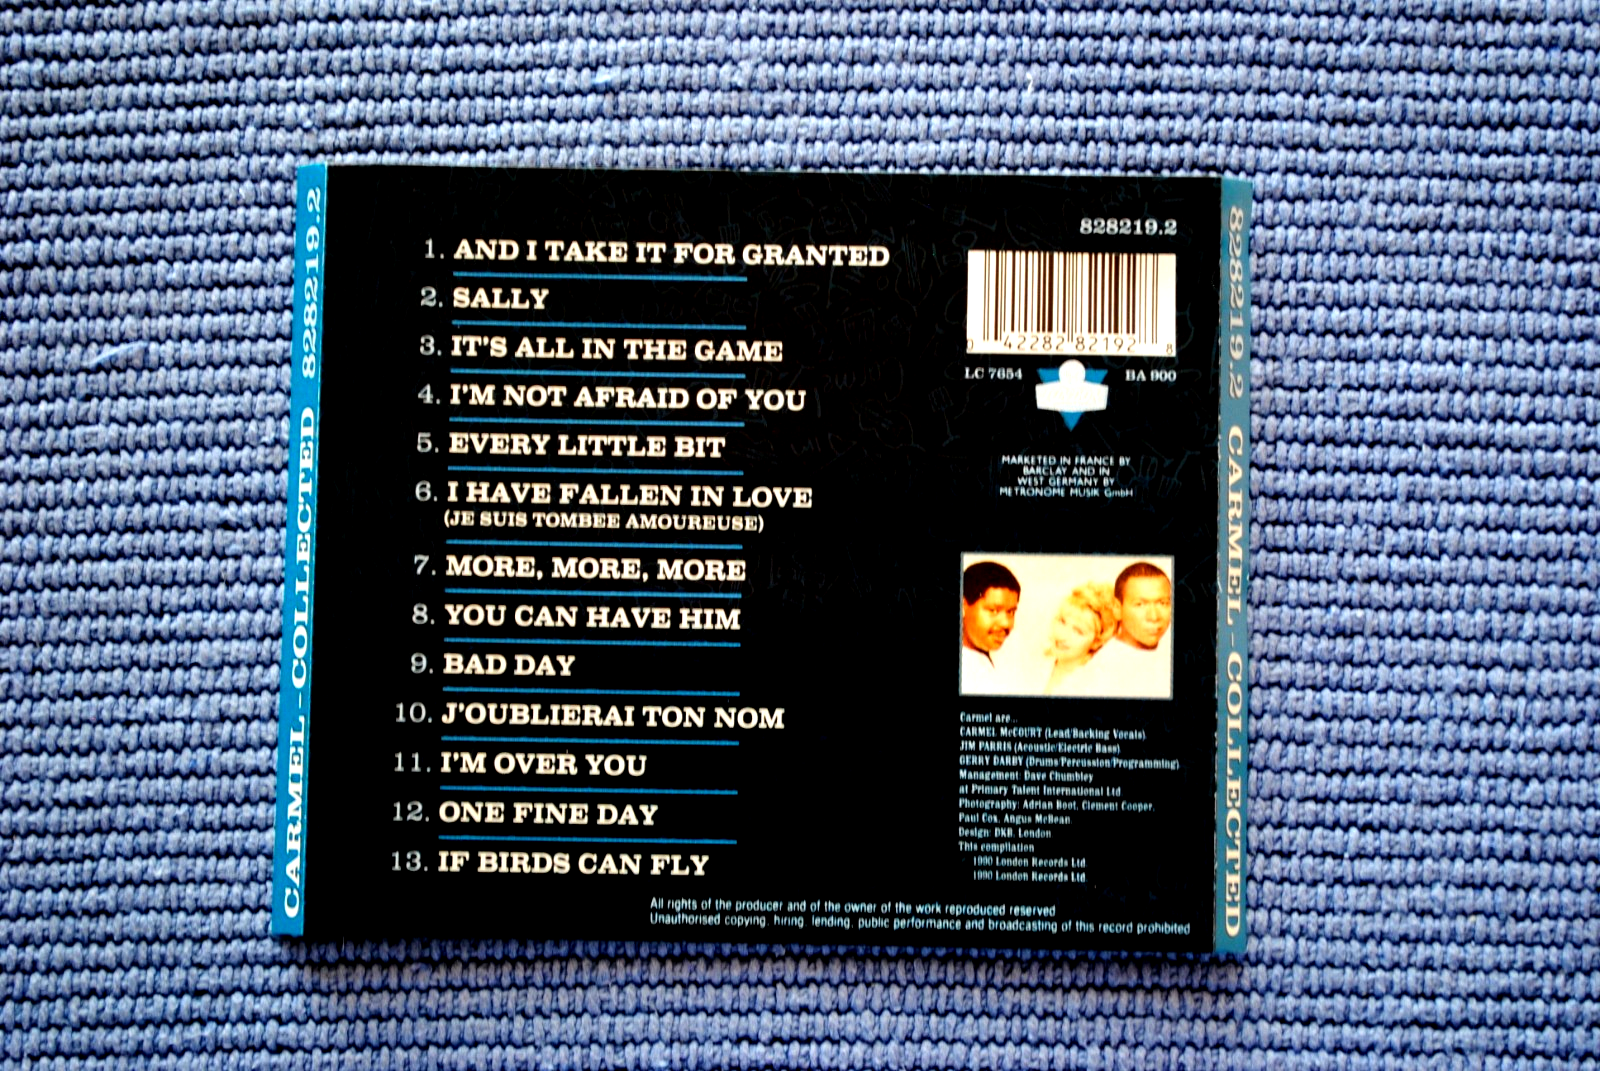 CARMEL - COLLECTED 828219.2
1. AND I TAKE IT FOR GRANTED
2. SALLY
3. IT'S ALL IN THE GAME
4. I'M NOT AFRAID OF YOU
5. EVERY LITTLE BIT
6. I HAVE FALLEN IN LOVE
(JE SUIS TOMBEE AMOUREUSE)
7. MORE, MORE, MORE
8. YOU CAN HAVE HIM
9. BAD DAY
10. J'OUBLIERAI TON NOM
11. I'M OVER YOU
12. ONE FINE DAY
13. IF BIRDS CAN FLY
828219.2
0 42282 82192 8
LC 7654 BA 900
MARKETED IN FRANCE BY
BARCLAY AND IN
WEST GERMANY BY
METRONOME MUSIK GmbH
Carmel are...
CARMEL McCOURT (Lead/Backing Vocals)
JIM PARRIS (Acoustic/Electric Bass)
GERRY DARBY (Drums/Percussion/Programming)
Management: Dave Chumbley
at Primary Talent International Ltd
Photography: Adrian Boot, Clement Cooper,
Paul Cox, Angus McBean.
Design: DKB, London
This compilation
1990 London Records Ltd.
1990 London Records Ltd.
All rights of the producer and of the owner of the work reproduced reserved
Unauthorised copying, hiring, lending, public performance and broadcasting of this record prohibited
828219.2 CARMEL - COLLECTED